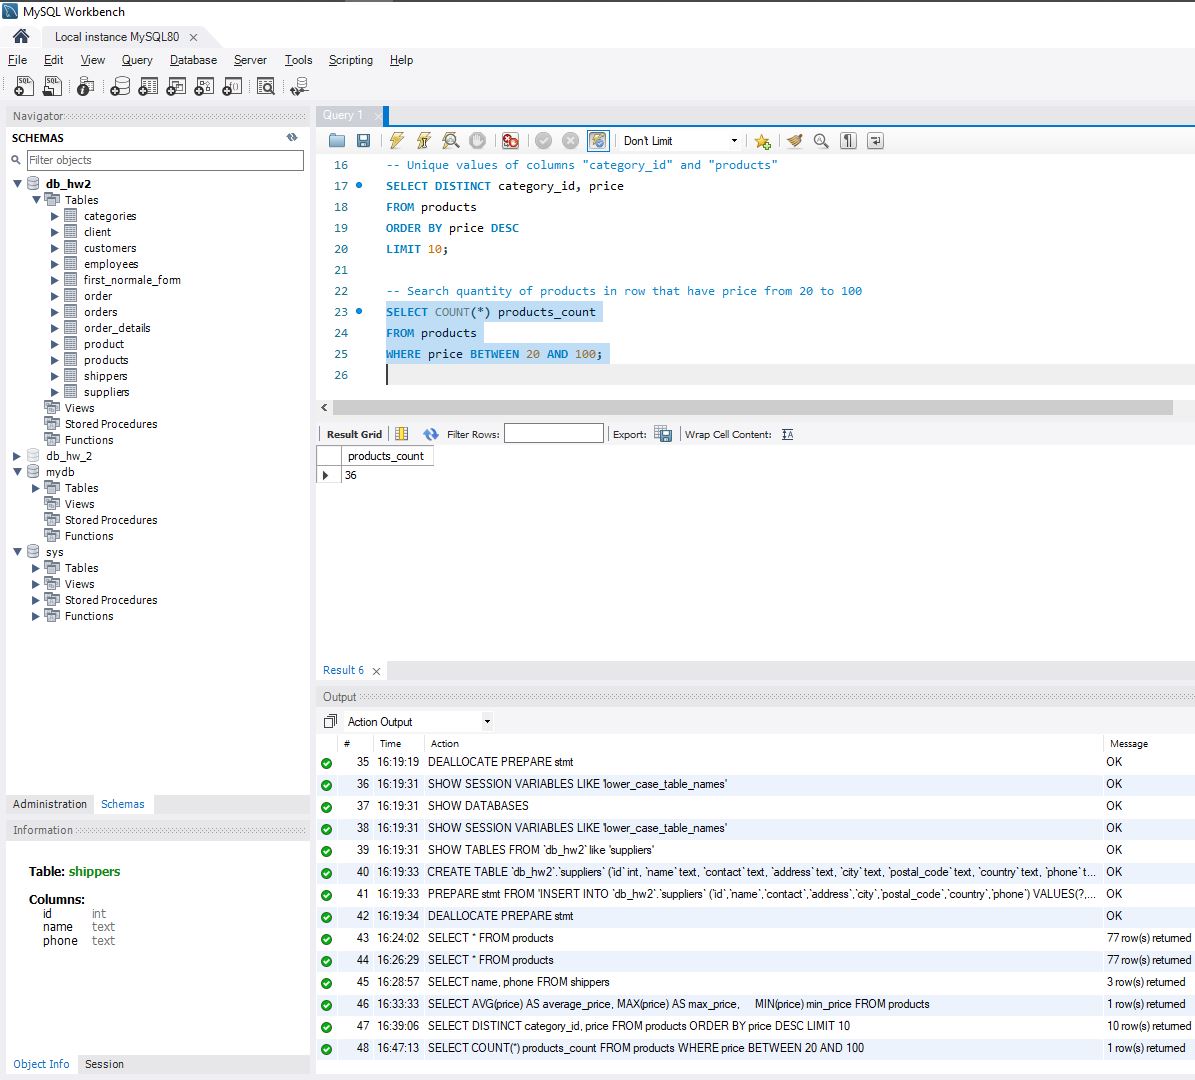 MySQL Workbench
Local instance MySQL80
File Edit View Query Database Server Tools Scripting Help
Navigator
SCHEMAS
Filter objects
db_hw2
Tables
categories
client
customers
employees
first_normale_form
order
orders
order_details
product
products
shippers
suppliers
Views
Stored Procedures
Functions
db_hw_2
mydb
Tables
Views
Stored Procedures
Functions
sys
Tables
Views
Stored Procedures
Functions
Administration Schemas
Information
Table: shippers
Columns:
id int
name text
phone text
Object Info Session
Query 1
Don't Limit
16 -- Unique values of columns "category_id" and "products"
17 SELECT DISTINCT category_id, price
18 FROM products
19 ORDER BY price DESC
20 LIMIT 10;
21
22 -- Search quantity of products in row that have price from 20 to 100
23 SELECT COUNT(*) products_count
24 FROM products
25 WHERE price BETWEEN 20 AND 100;
26
Result Grid Filter Rows: Export: Wrap Cell Content:
products_count
36
Result 6
Output
Action Output
# Time Action Message
35 16:19:19 DEALLOCATE PREPARE stmt OK
36 16:19:31 SHOW SESSION VARIABLES LIKE 'lower_case_table_names' OK
37 16:19:31 SHOW DATABASES OK
38 16:19:31 SHOW SESSION VARIABLES LIKE 'lower_case_table_names' OK
39 16:19:31 SHOW TABLES FROM `db_hw2` like 'suppliers' OK
40 16:19:33 CREATE TABLE `db_hw2`.`suppliers` (`id` int, `name` text, `contact` text, `address` text, `city` text, `postal_code` text, `country` text, `phone` t... OK
41 16:19:33 PREPARE stmt FROM 'INSERT INTO `db_hw2`.`suppliers` (`id`,`name`,`contact`,`address`,`city`,`postal_code`,`country`,`phone`) VALUES(?,... OK
42 16:19:34 DEALLOCATE PREPARE stmt OK
43 16:24:02 SELECT * FROM products 77 row(s) returned
44 16:26:29 SELECT * FROM products 77 row(s) returned
45 16:28:57 SELECT name, phone FROM shippers 3 row(s) returned
46 16:33:33 SELECT AVG(price) AS average_price, MAX(price) AS max_price, MIN(price) min_price FROM products 1 row(s) returned
47 16:39:06 SELECT DISTINCT category_id, price FROM products ORDER BY price DESC LIMIT 10 10 row(s) returned
48 16:47:13 SELECT COUNT(*) products_count FROM products WHERE price BETWEEN 20 AND 100 1 row(s) returned